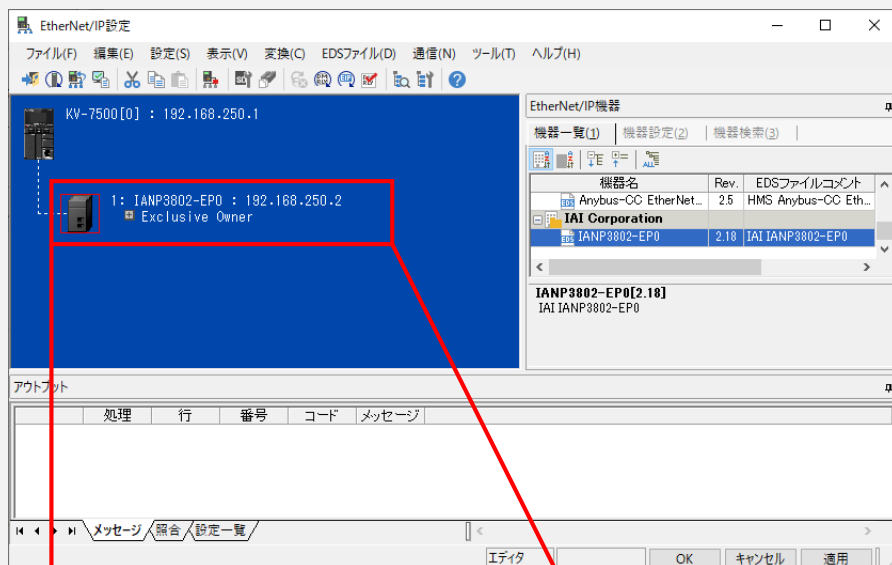 EtherNet/IP設定
ファイル(F) 編集(E) 設定(S) 表示(V) 変換(C) EDSファイル(D) 通信(N) ツール(T) ヘルプ(H)
KV-7500[0] : 192.168.250.1
1: IANP3802-EP0 : 192.168.250.2
Exclusive Owner
EtherNet/IP機器
機器一覧(1) 機器設定(2) 機器検索(3)
機器名 Rev. EDSファイルコメント
Anybus-CC EtherNet... 2.5 HMS Anybus-CC Eth...
IAI Corporation
IANP3802-EP0 2.18 IAI IANP3802-EP0
IANP3802-EP0[2.18]
IAI IANP3802-EP0
アウトプット
処理 行 番号 コード メッセージ
メッセージ 照合 設定一覧
エディタ OK キャンセル 適用